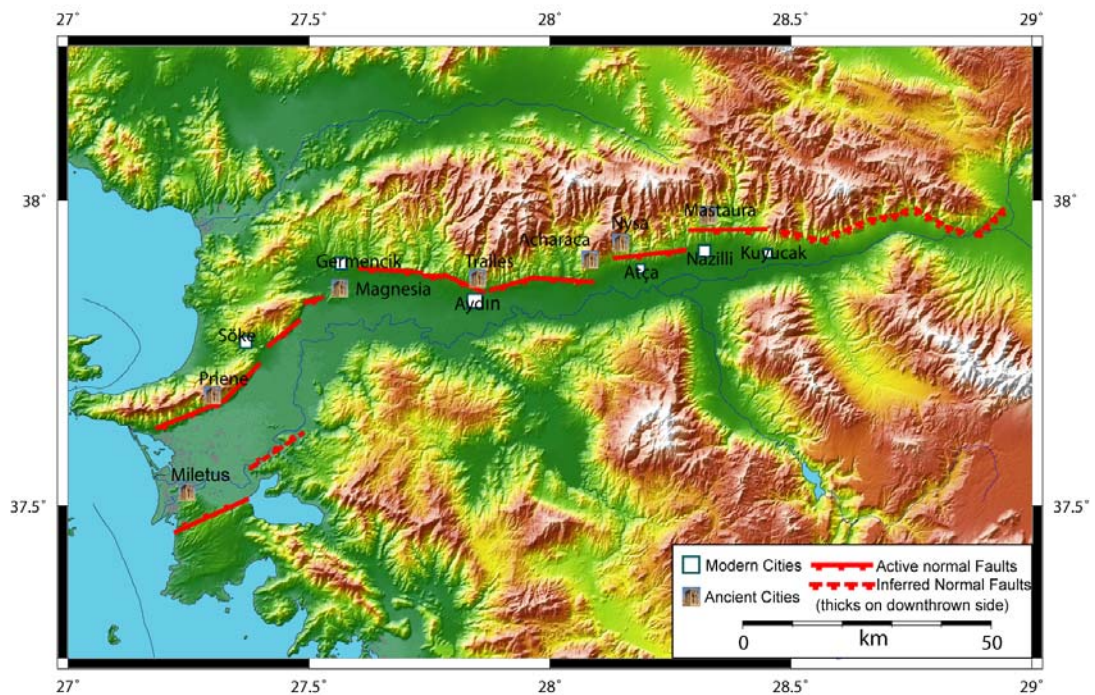 27˚ 27.5˚ 28˚ 28.5˚ 29˚
38˚ 38˚
Mastaura
Nysa
Acharaca
Kuyucak
Nazilli
Atça
Tralles
Germencik
Magnesia
Aydın
Söke
Priene
Miletus
37.5˚ 37.5˚
Modern Cities Active normal Faults
Inferred Normal Faults
Ancient Cities (thicks on downthrown side)
0 50
km
27˚ 27.5˚ 28˚ 28.5˚ 29˚